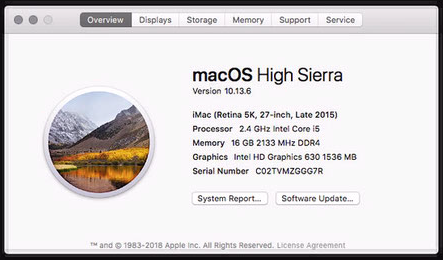 Overview Displays Storage Memory Support Service
macOS High Sierra
Version 10.13.6
iMac (Retina 5K, 27-inch, Late 2015)
Processor 2.4 GHz Intel Core i5
Memory 16 GB 2133 MHz DDR4
Graphics Intel HD Graphics 630 1536 MB
Serial Number C02TVMZGGG7R
System Report... Software Update...
™ and © 1983-2018 Apple Inc. All Rights Reserved. License Agreement